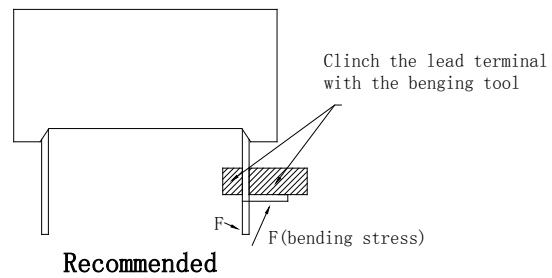 Clinch the lead terminal
with the benging tool
F
F(bending stress)
Recommended